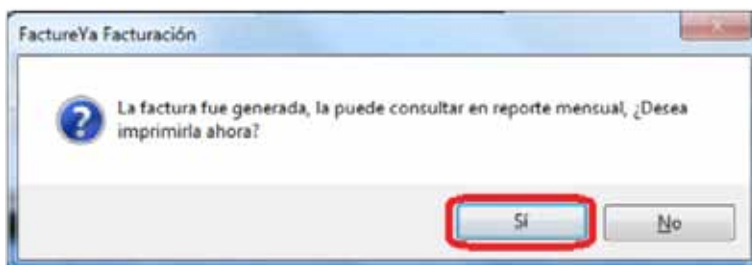 FactureYa Facturación
La factura fue generada, la puede consultar en reporte mensual, ¿Desea
imprimirla ahora?
Sí
No